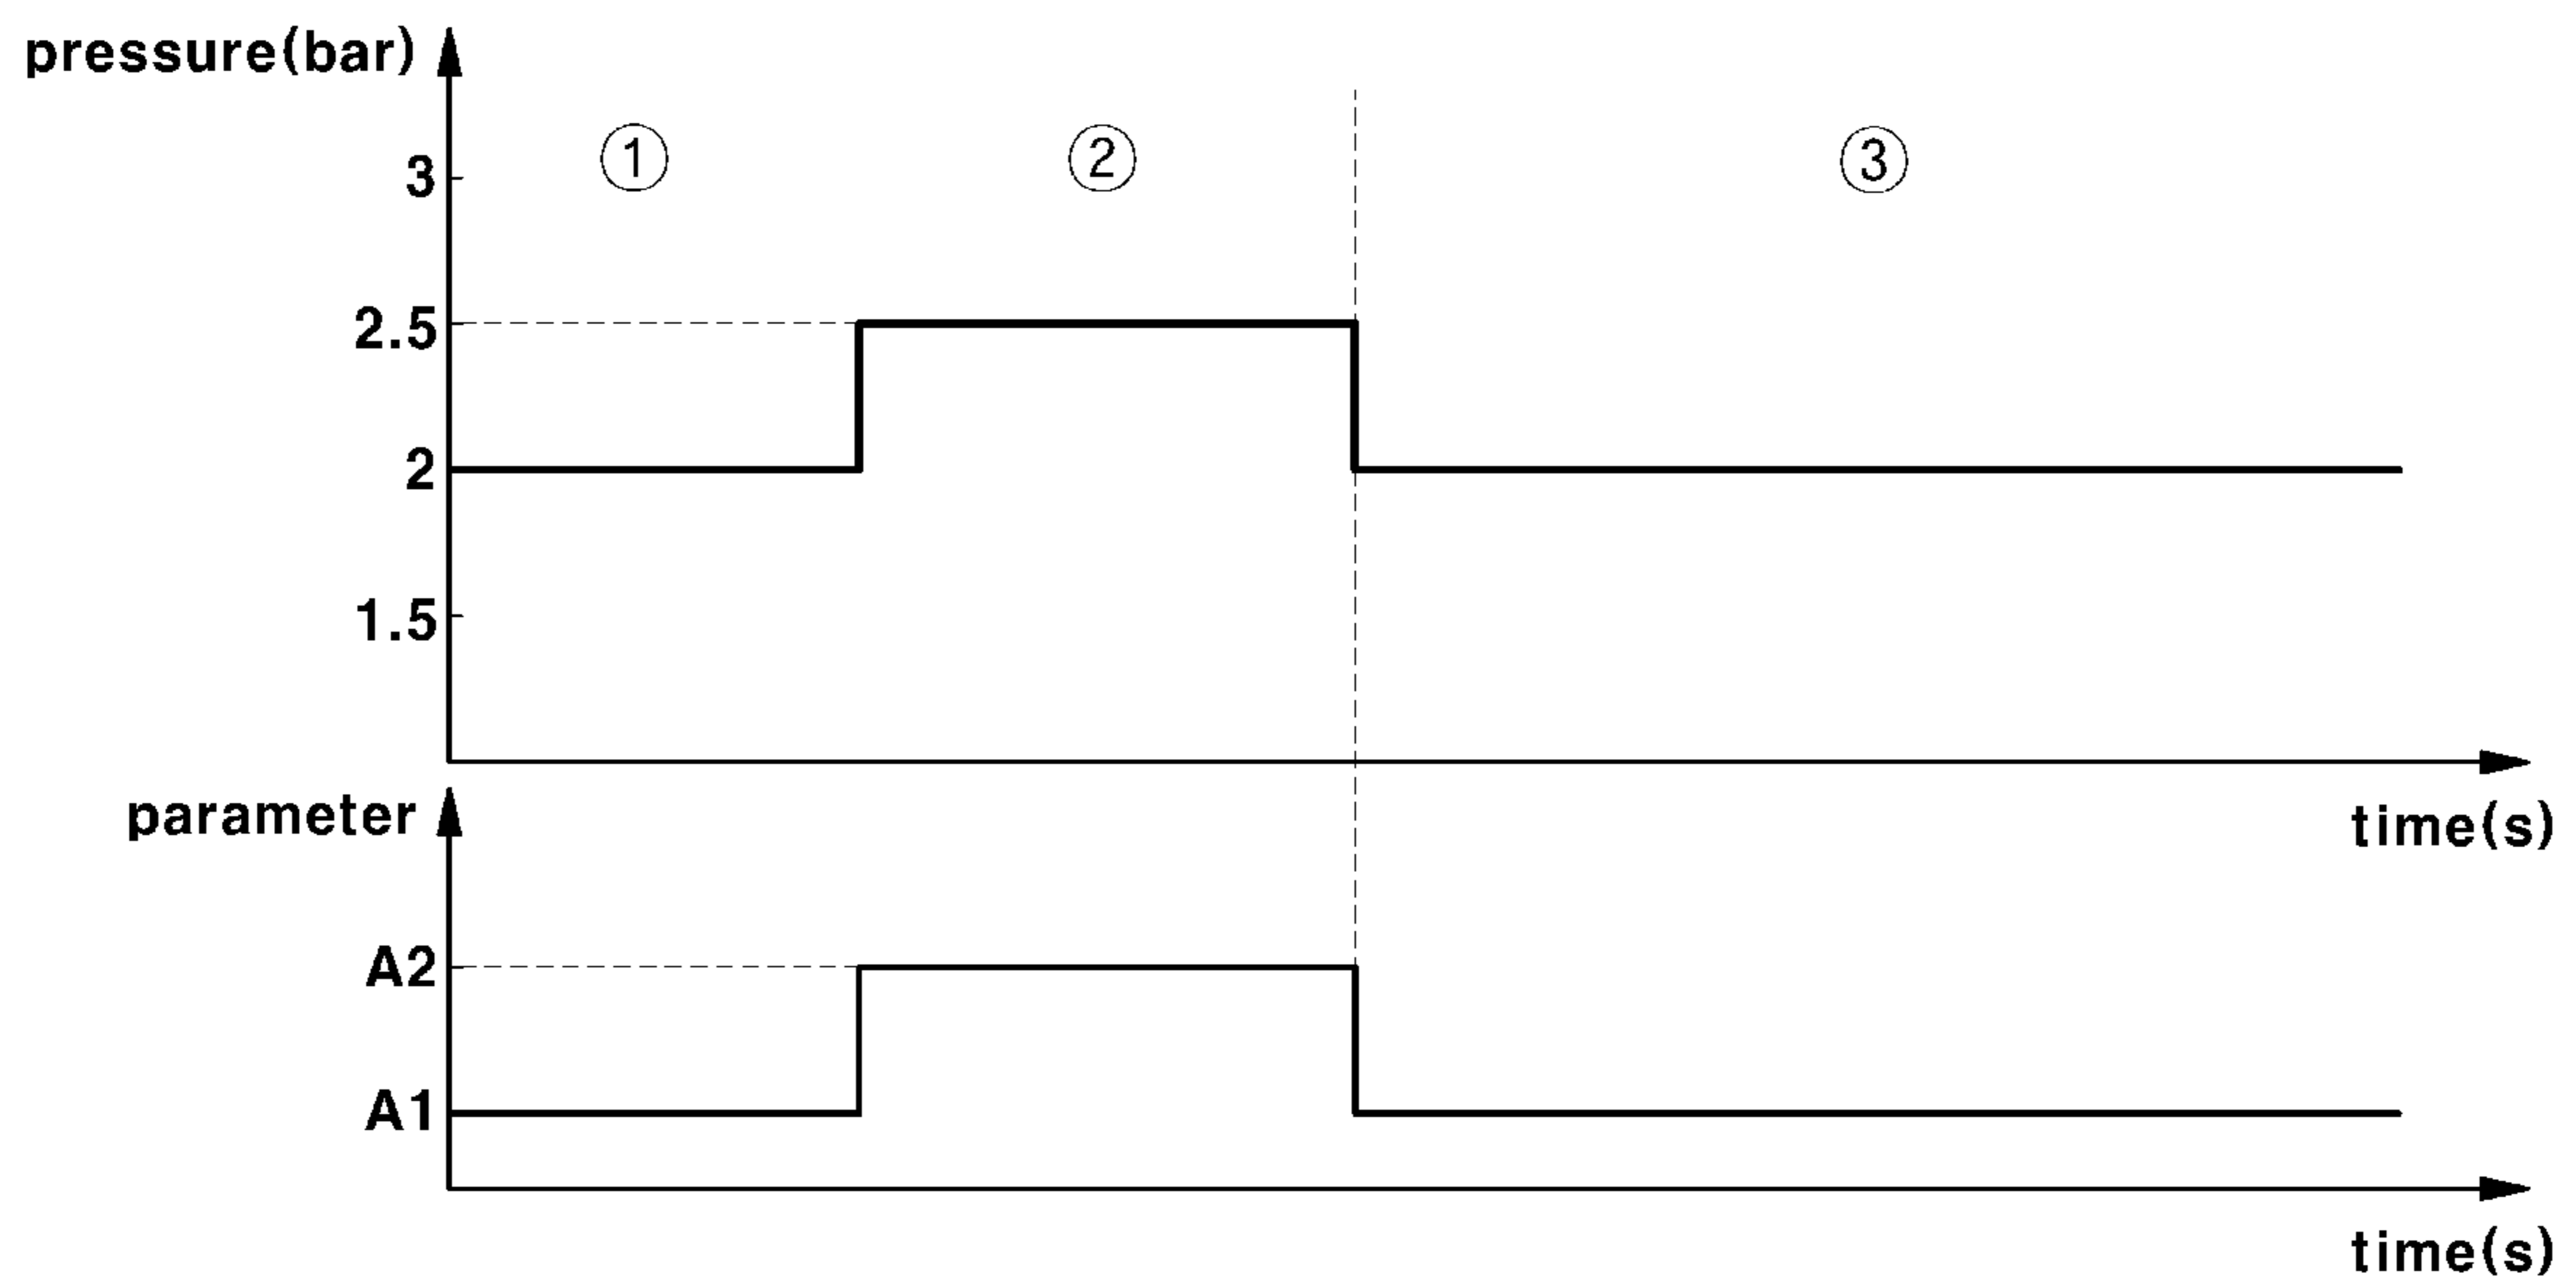 pressure(bar)
① ② ③
3
2.5
2
1.5
time(s)
parameter
A2
A1
time(s)